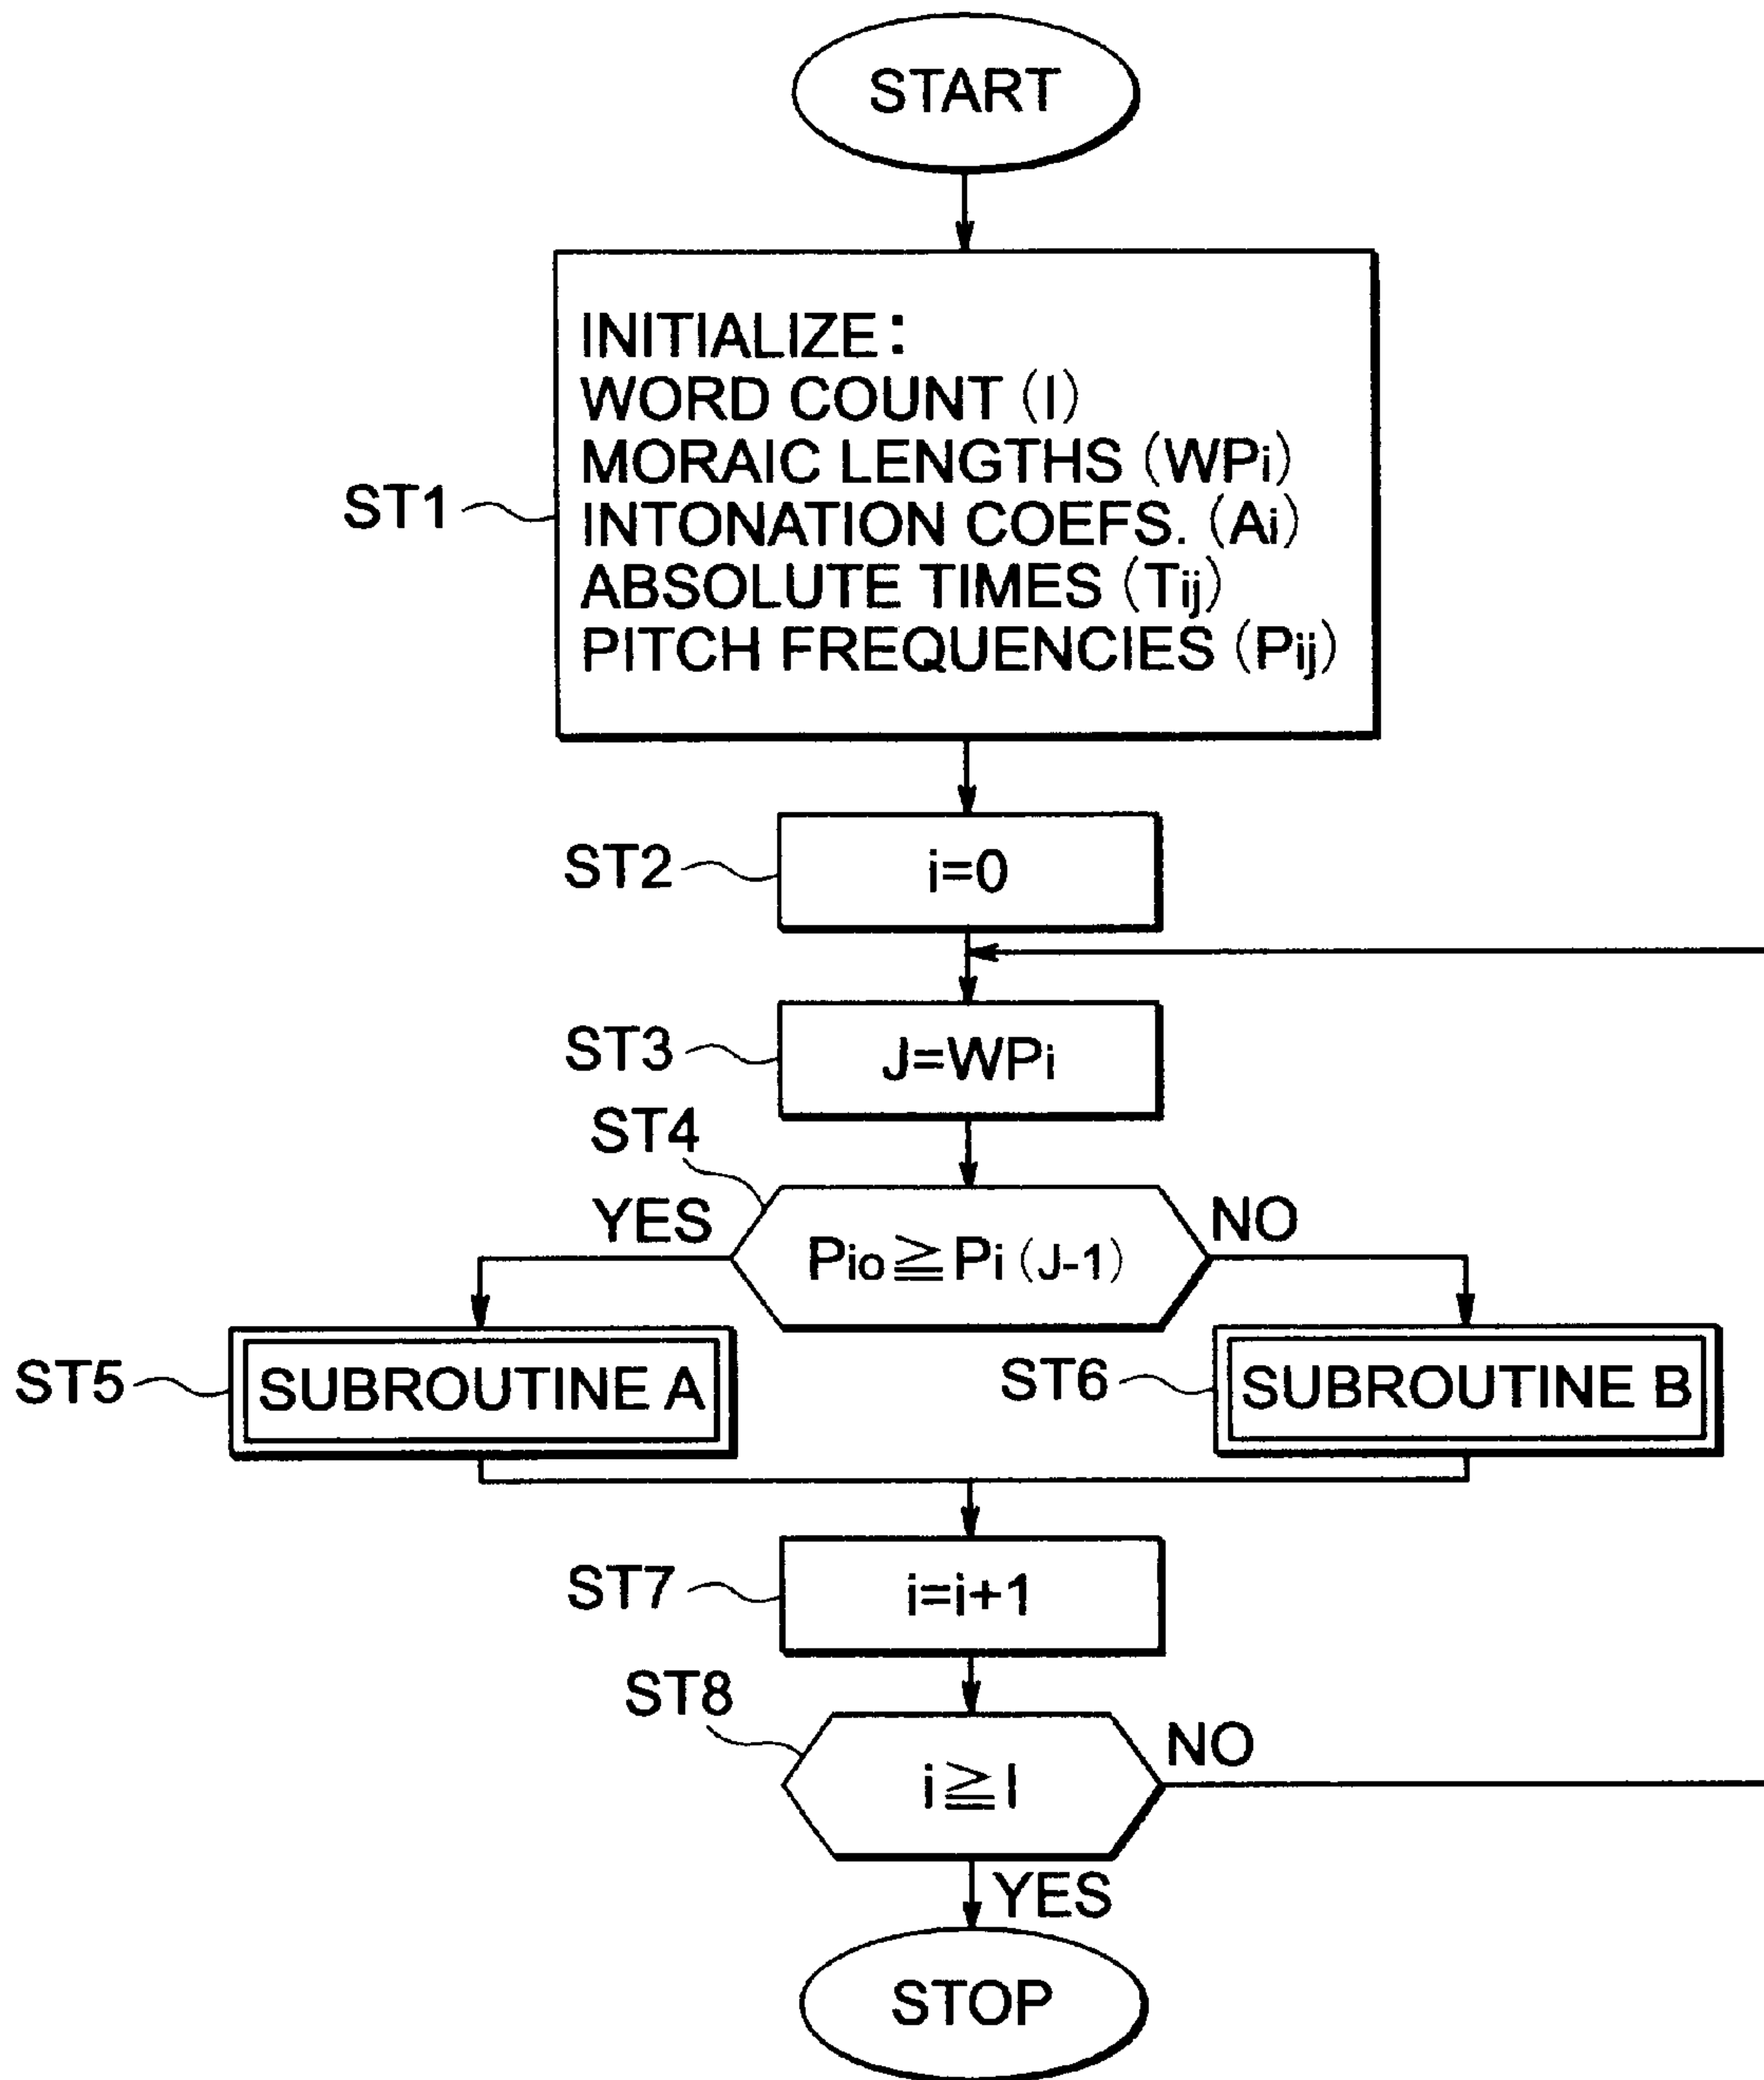 START
INITIALIZE:
WORD COUNT (I)
MORAIC LENGTHS (WPi)
ST1
INTONATION COEFS. (Ai)
ABSOLUTE TIMES (Tij)
PITCH FREQUENCIES (Pij)
ST2
i=0
ST3
J=WPi
ST4
YES
NO
Pio≧Pi (J-1)
ST5
SUBROUTINE A
ST6
SUBROUTINE B
ST7
i=i+1
ST8
NO
i≧I
YES
STOP